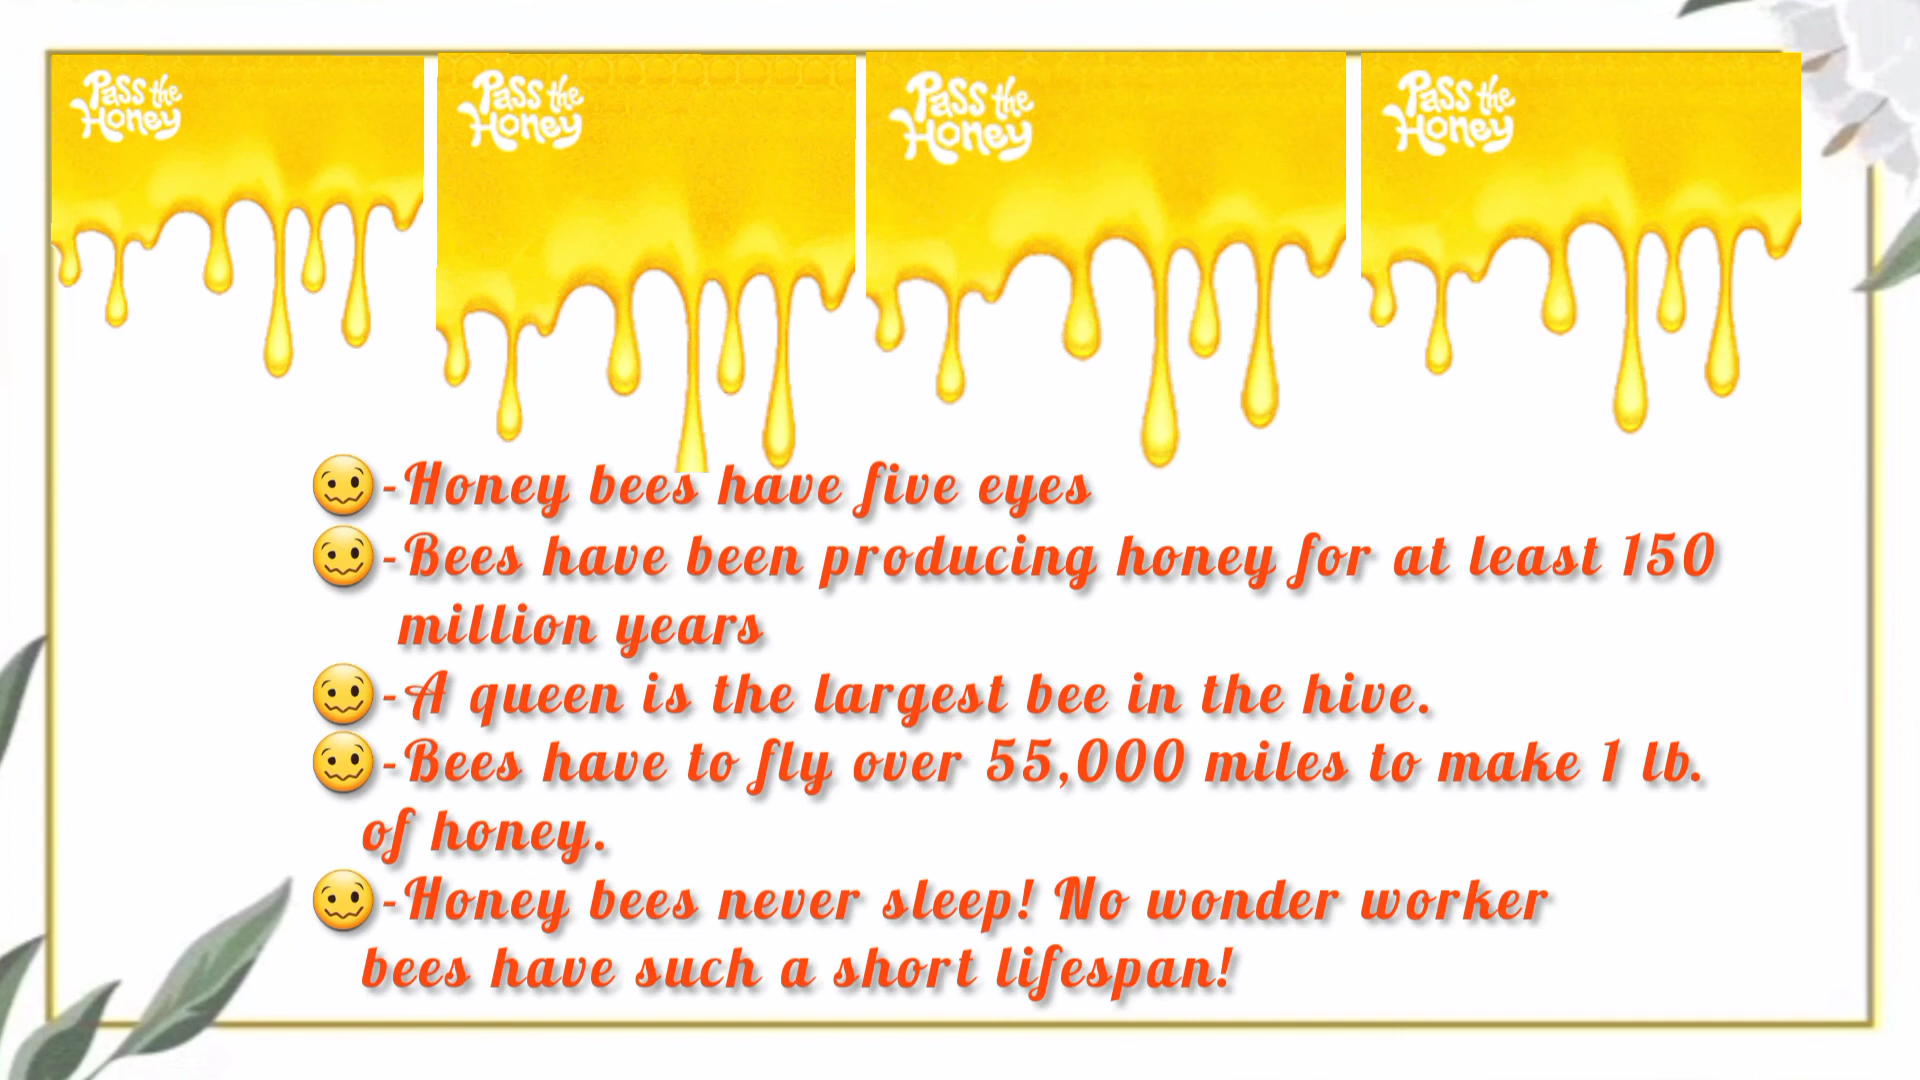 Pass the
Honey
Pass the
Honey
Pass the
Honey
Pass the
Honey
🥴-Honey bees have five eyes
🥴-Bees have been producing honey for at least 150
million years
🥴-A queen is the largest bee in the hive.
🥴-Bees have to fly over 55,000 miles to make 1 lb.
of honey.
🥴-Honey bees never sleep! No wonder worker
bees have such a short lifespan!